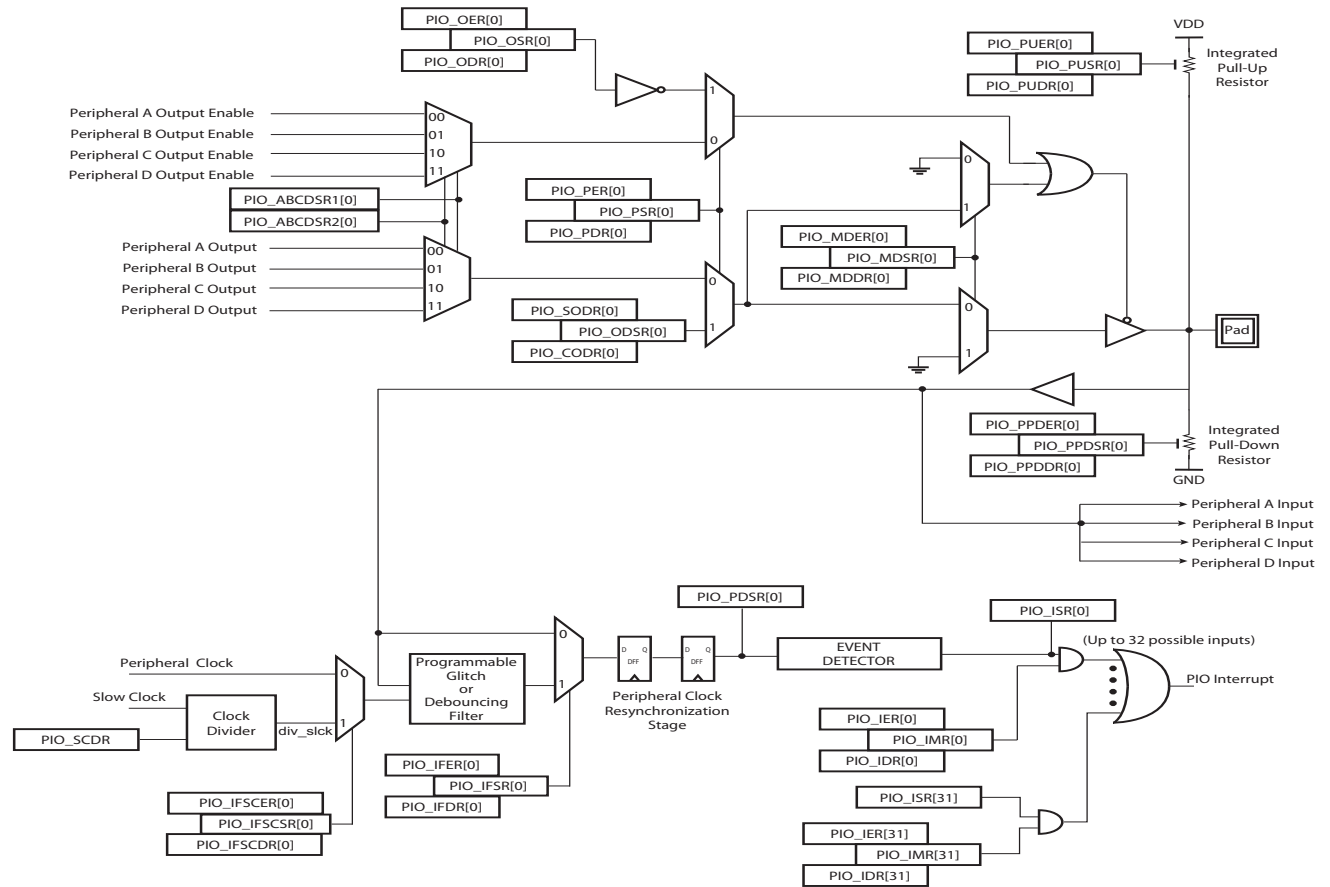 PIO_OER[0]
PIO_OSR[0]
PIO_ODR[0]
VDD
PIO_PUER[0]
PIO_PUSR[0]
PIO_PUDR[0]
Integrated
Pull-Up
Resistor
1
0
Peripheral A Output Enable
Peripheral B Output Enable
Peripheral C Output Enable
Peripheral D Output Enable
00
01
10
11
PIO_ABCDSR1[0]
PIO_ABCDSR2[0]
PIO_PER[0]
PIO_PSR[0]
PIO_PDR[0]
0
1
PIO_MDER[0]
PIO_MDSR[0]
PIO_MDDR[0]
Peripheral A Output
Peripheral B Output
Peripheral C Output
Peripheral D Output
00
01
10
11
0
1
PIO_SODR[0]
PIO_ODSR[0]
PIO_CODR[0]
0
1
Pad
PIO_PPDER[0]
PIO_PPDSR[0]
PIO_PPDDR[0]
Integrated
Pull-Down
Resistor
GND
Peripheral A Input
Peripheral B Input
Peripheral C Input
Peripheral D Input
PIO_PDSR[0]
PIO_ISR[0]
(Up to 32 possible inputs)
0
1
D Q
DFF
D Q
DFF
Peripheral Clock
Resynchronization
Stage
EVENT
DETECTOR
PIO Interrupt
Peripheral Clock
Slow Clock
Clock
Divider
div_slck
0
1
Programmable
Glitch
or
Debouncing
Filter
PIO_SCDR
PIO_IER[0]
PIO_IMR[0]
PIO_IDR[0]
PIO_IFER[0]
PIO_IFSR[0]
PIO_IFDR[0]
PIO_IFSCER[0]
PIO_IFSCSR[0]
PIO_IFSCDR[0]
PIO_ISR[31]
PIO_IER[31]
PIO_IMR[31]
PIO_IDR[31]